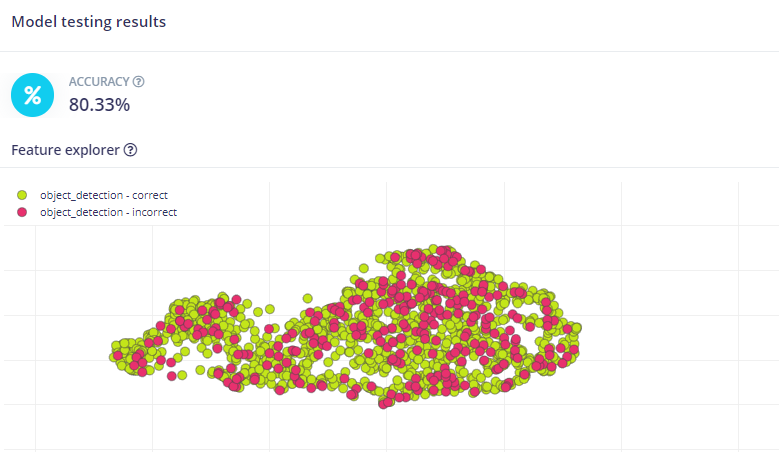 Model testing results
%
ACCURACY ?
80.33%
Feature explorer ?
object_detection - correct
object_detection - incorrect